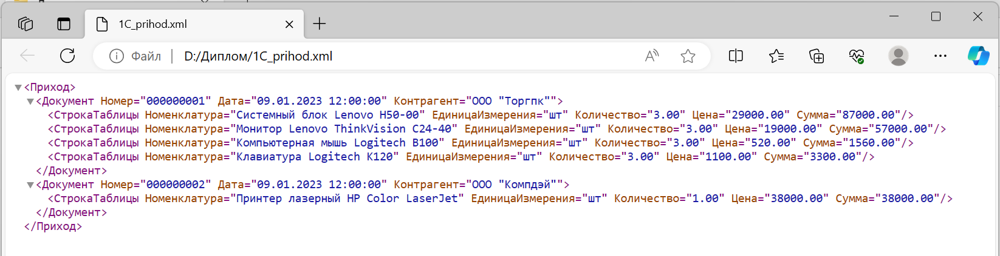 1C_prihod.xml
Файл D:/Диплом/1C_prihod.xml
<Приход>
<Документ Номер="000000001" Дата="09.01.2023 12:00:00" Контрагент="ООО "Торгпк"">
<СтрокаТаблицы Номенклатура="Системный блок Lenovo H50-00" ЕдиницаИзмерения="шт" Количество="3.00" Цена="29000.00" Сумма="87000.00"/>
<СтрокаТаблицы Номенклатура="Монитор Lenovo ThinkVision C24-40" ЕдиницаИзмерения="шт" Количество="3.00" Цена="19000.00" Сумма="57000.00"/>
<СтрокаТаблицы Номенклатура="Компьютерная мышь Logitech B100" ЕдиницаИзмерения="шт" Количество="3.00" Цена="520.00" Сумма="1560.00"/>
<СтрокаТаблицы Номенклатура="Клавиатура Logitech K120" ЕдиницаИзмерения="шт" Количество="3.00" Цена="1100.00" Сумма="3300.00"/>
</Документ>
<Документ Номер="000000002" Дата="09.01.2023 12:00:00" Контрагент="ООО "Компдэй"">
<СтрокаТаблицы Номенклатура="Принтер лазерный HP Color LaserJet" ЕдиницаИзмерения="шт" Количество="1.00" Цена="38000.00" Сумма="38000.00"/>
</Документ>
</Приход>